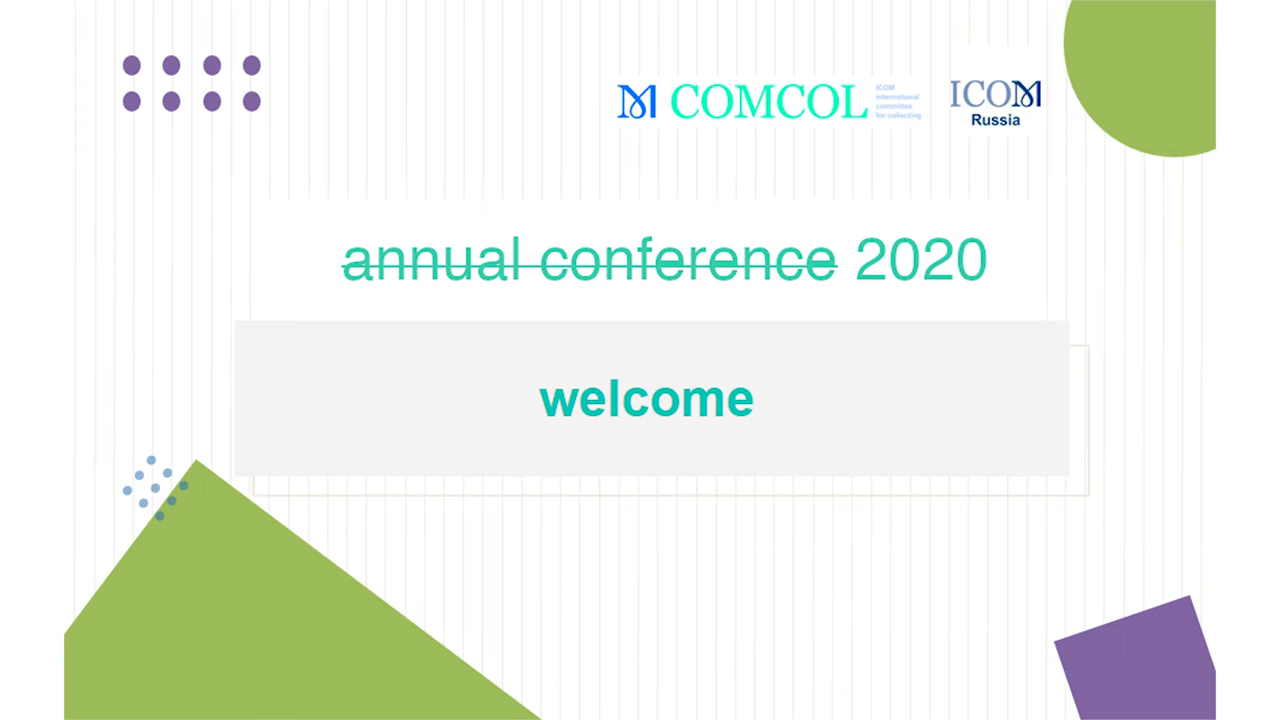 COMCOL
ICOM
international
committee
for collecting
ICOM
Russia
annual conference 2020
welcome